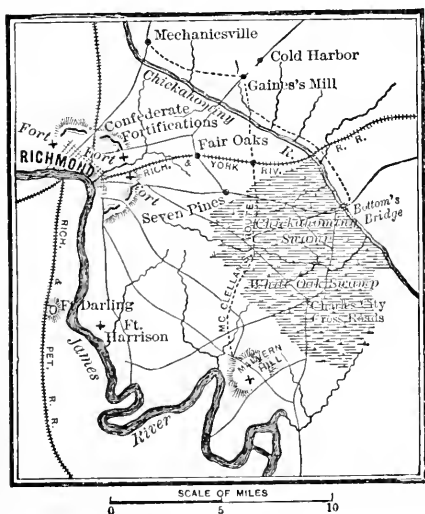 Mechanicsville
Cold Harbor
Chickahominy
R.
Gaines's Mill
Confederate
Fortifications
Fort
Fort
RICHMOND
Fort
Fair Oaks
RICH. & YORK RIV. R. R.
Seven Pines
Bottom's
Bridge
Chickahominy
Swamp
White Oak Swamp
Charles City
Cross Roads
MC CLELLAN'S ROUTE
RICH. & PET. R. R.
Ft. Darling
Ft.
Harrison
MALVERN
HILL
James
River
SCALE OF MILES
0 5 10